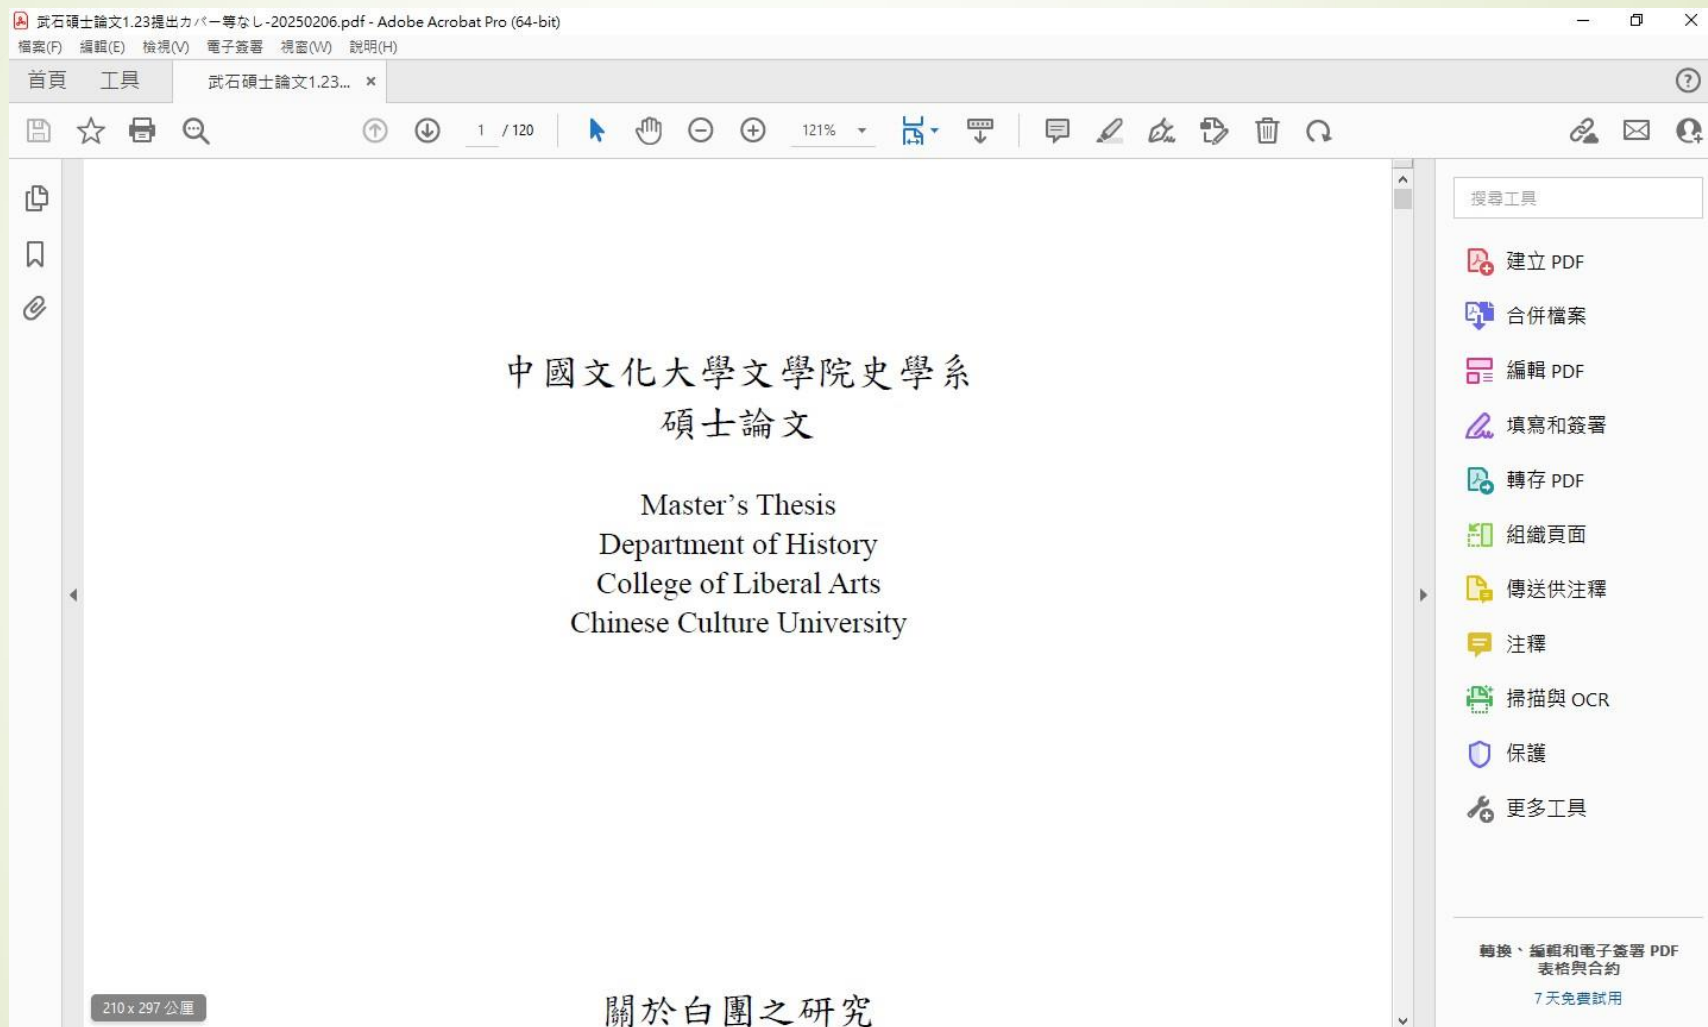 武石碩士論文1.23提出カバー等なし-20250206.pdf - Adobe Acrobat Pro (64-bit)
檔案(F) 編輯(E) 檢視(V) 電子簽署 視窗(W) 說明(H)
首頁 工具 武石碩士論文1.23... ×
1 / 120 121%
搜尋工具
建立 PDF
合併檔案
編輯 PDF
填寫和簽署
轉存 PDF
組織頁面
傳送供注釋
注釋
掃描與 OCR
保護
更多工具
轉換、編輯和電子簽署 PDF
表格與合約
7 天免費試用
中國文化大學文學院史學系
碩士論文
Master’s Thesis
Department of History
College of Liberal Arts
Chinese Culture University
關於白團之研究
210 x 297 公厘